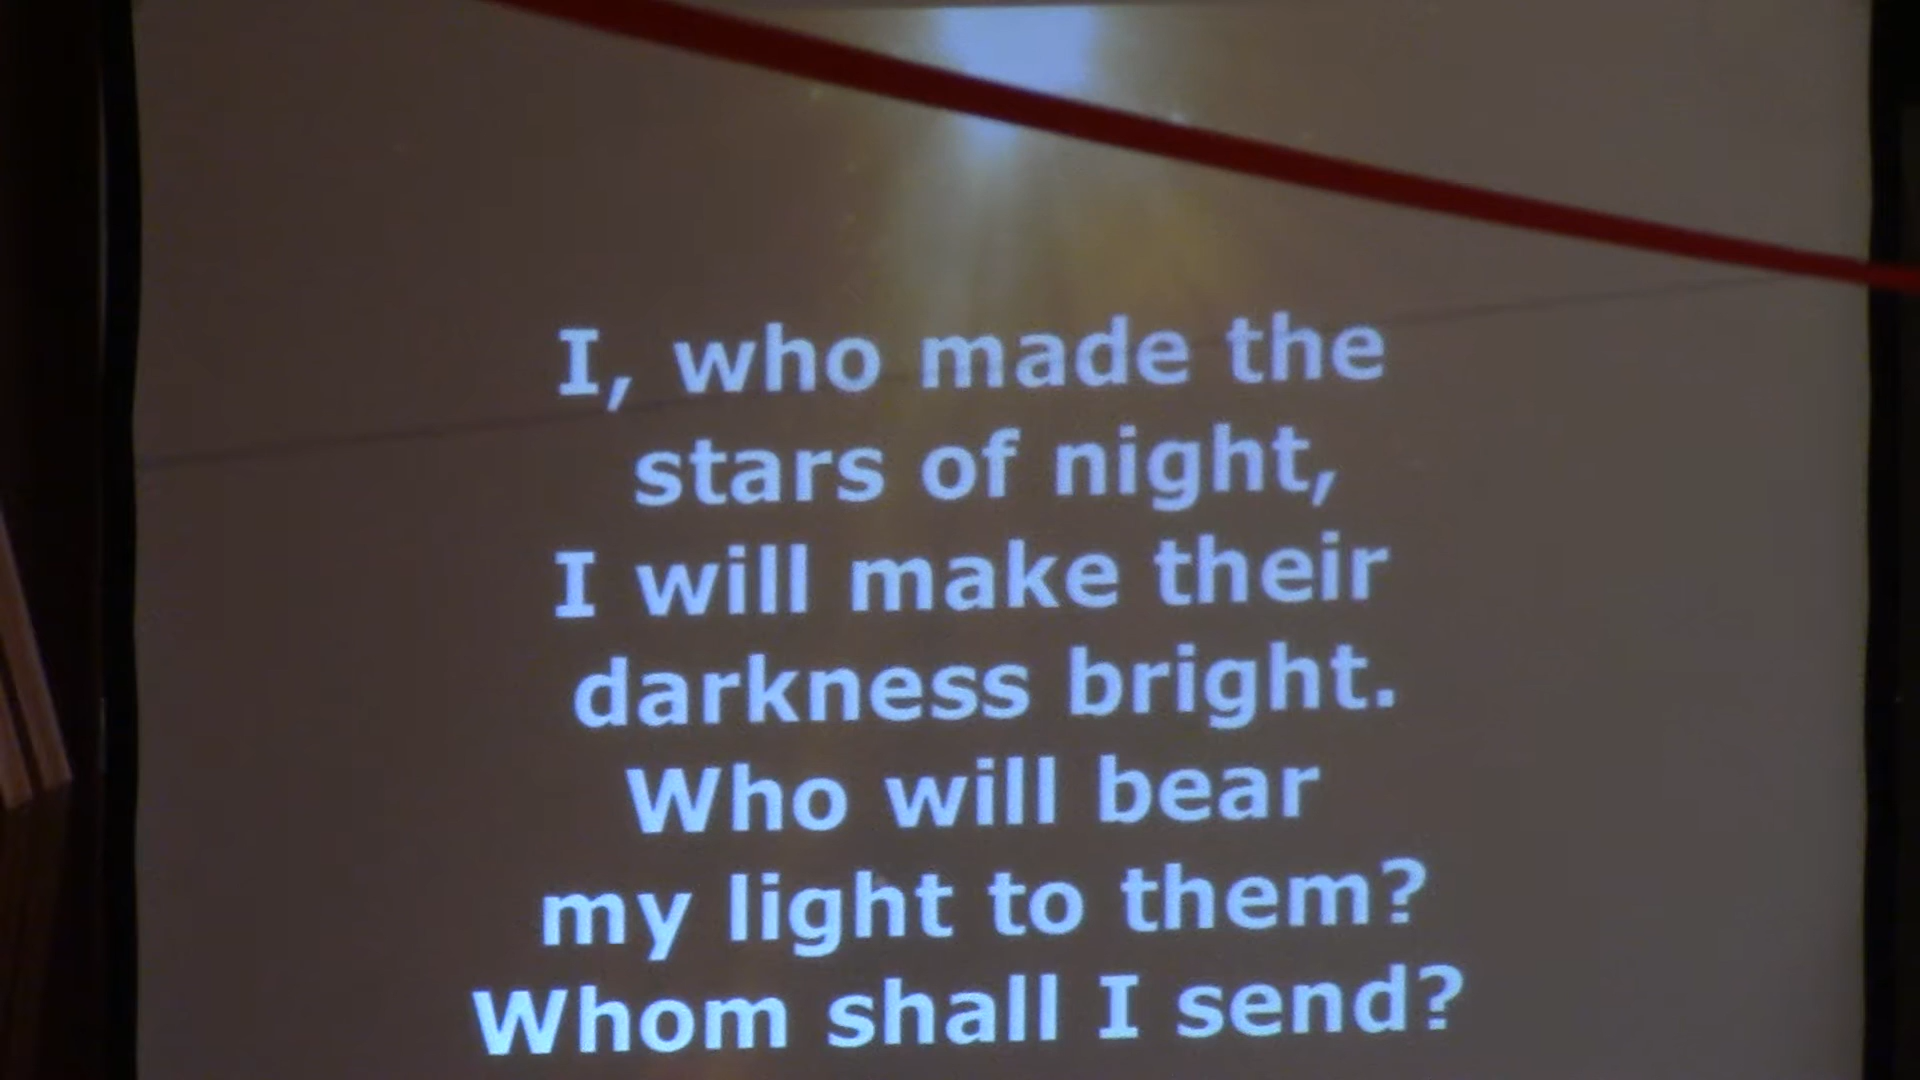 I, who made the
stars of night,
I will make their
darkness bright.
Who will bear
my light to them?
Whom shall I send?